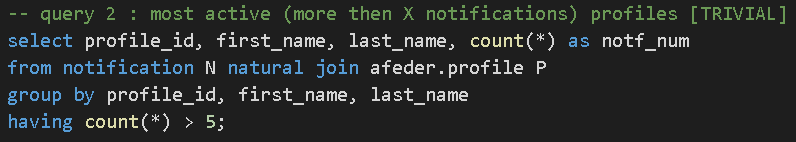 -- query 2 : most active (more then X notifications) profiles [TRIVIAL]
select profile_id, first_name, last_name, count(*) as notf_num
from notification N natural join afeder.profile P
group by profile_id, first_name, last_name
having count(*) > 5;